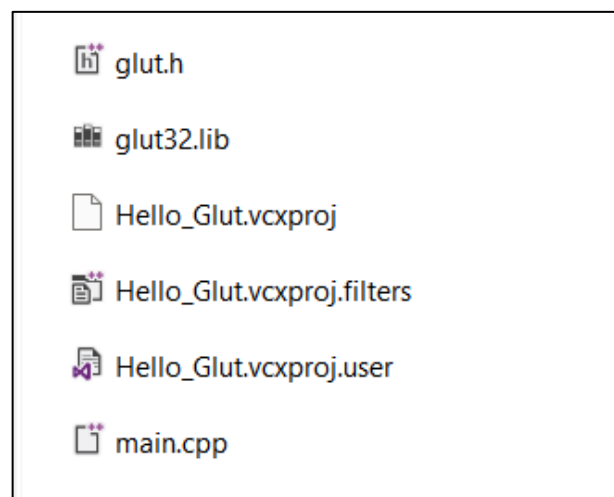 glut.h
glut32.lib
Hello_Glut.vcxproj
Hello_Glut.vcxproj.filters
Hello_Glut.vcxproj.user
main.cpp